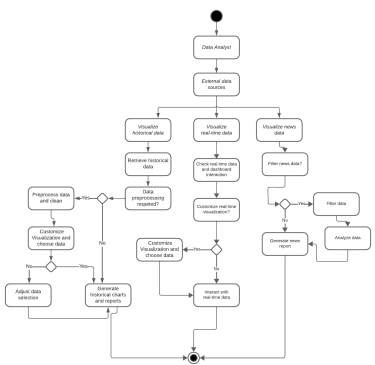 Data Analyst
External data
sources
Visualize
historical data
Visualize
real-time data
Visualize news
data
Retrieve historical
data
Check real-time data
and dashboard
interaction
Filter news data?
Preprocess data
and clean
Yes
Data
preprocessing
required?
Customize real-time
visualization?
Yes
Filter data
No
Customize
Visualization and
choose data
No
Customize
Visualization and
choose data
Yes
Generate news
report
Analyze data
No
Yes
No
Adjust data
selection
Generate
historical charts
and reports
Interact with
real-time data